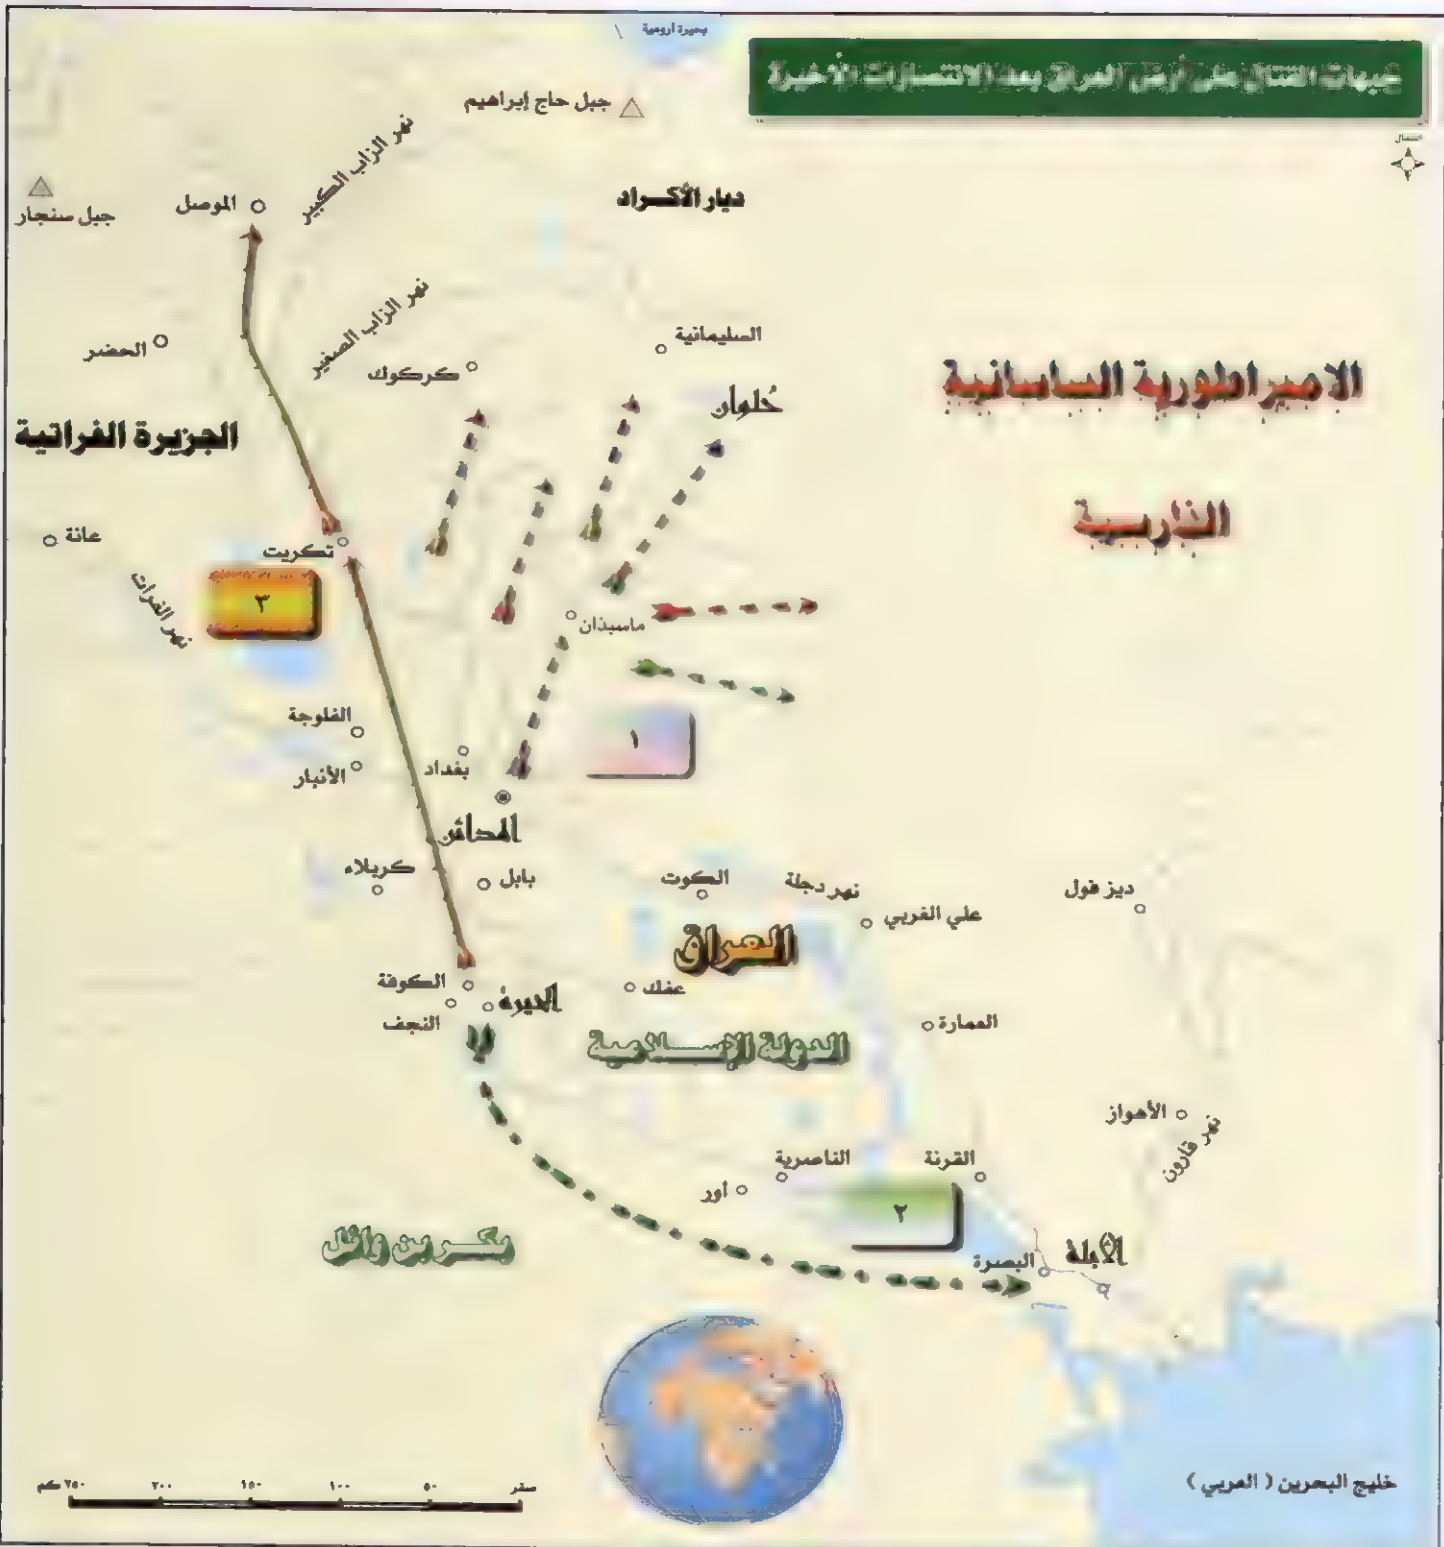 بحيرة أرومية
جبهات القتال على أرض العراق بعد الانتصارات الأخيرة
الشمال
جبل حاج إبراهيم
نهر الزاب الكبير
ديار الأكراد
الموصل
جبل سنجار
نهر الزاب الصغير
السليمانية
الحضر
كركوك
الامبراطورية الساسانية
حُلوان
الجزيرة الفراتية
الفارسية
عانة
تكريت
نهر الفرات
٣
ماسبذان
الفلوجة
١
بغداد
الأنبار
المدائن
كربلاء
بابل
الكوت
نهر دجلة
ديز فول
علي الغربي
العراق
الكوفة
عفك
الحيرة
النجف
العمارة
الدولة الإسلامية
الأهواز
نهر قارون
الناصرية
القرنة
أور
٢
بكر بن وائل
الأبلة
البصرة
خليج البحرين ( العربي )
صفر ٥٠ ١٠٠ ١٥٠ ٢٠٠ ٢٥٠ كم